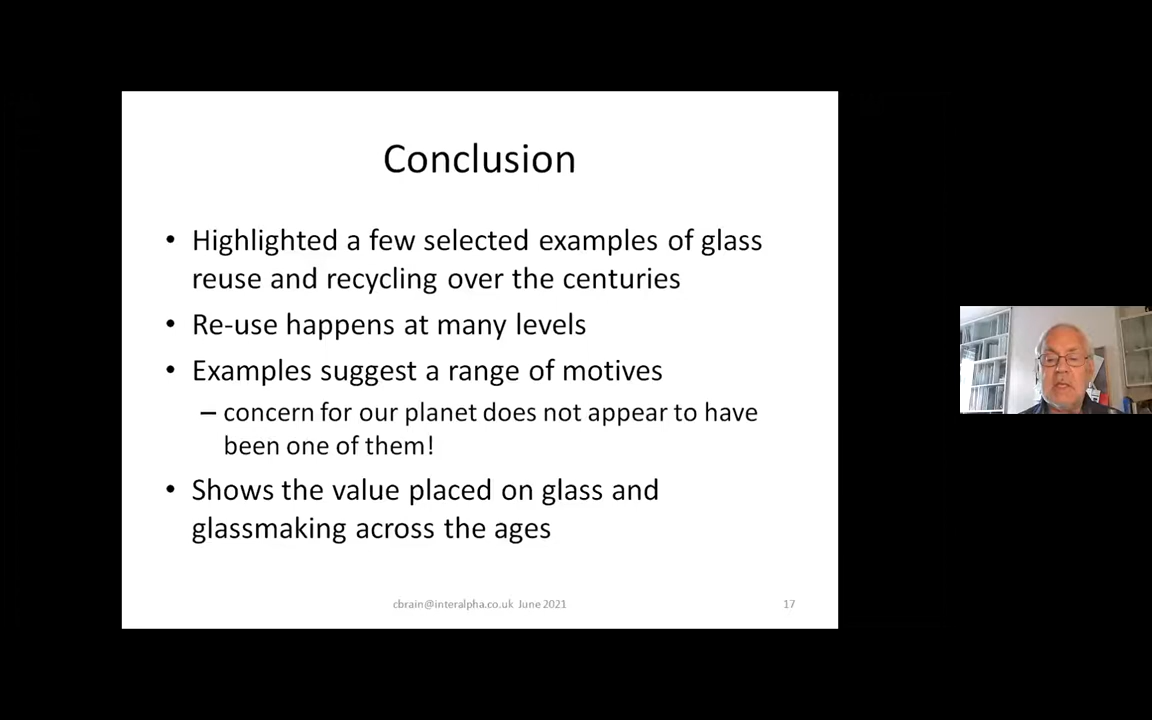 Conclusion
• Highlighted a few selected examples of glass
reuse and recycling over the centuries
• Re-use happens at many levels
• Examples suggest a range of motives
– concern for our planet does not appear to have
been one of them!
• Shows the value placed on glass and
glassmaking across the ages
cbrain@interalpha.co.uk June 2021
17